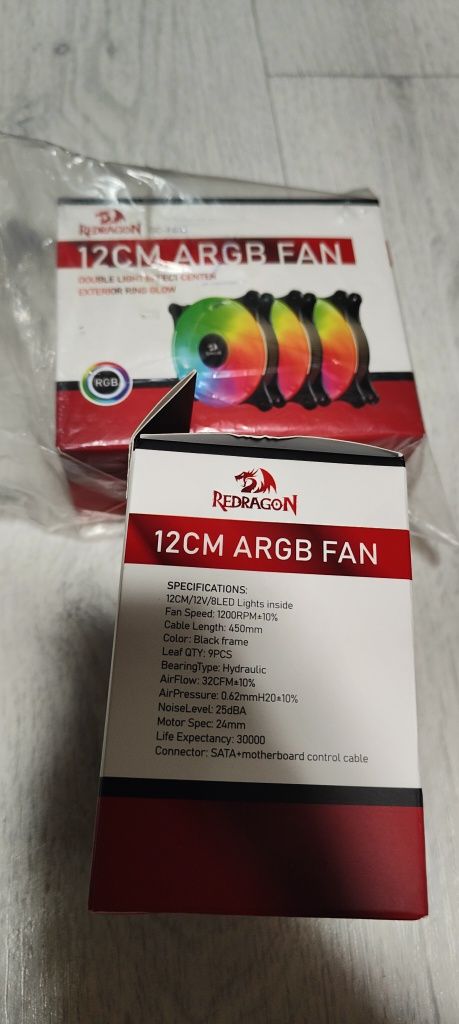 REDRAGON
12CM ARGB FAN
DOUBLE LIGHT EFFECT-CENTER
EXTERIOR RING GLOW
RGB
REDRAGON
12CM ARGB FAN
SPECIFICATIONS:
12CM/12V/8LED Lights inside
Fan Speed: 1200RPM±10%
Cable Length: 450mm
Color: Black frame
Leaf QTY: 9PCS
BearingType: Hydraulic
AirFlow: 32CFM±10%
AirPressure: 0.62mmH20±10%
NoiseLevel: 25dBA
Motor Spec: 24mm
Life Expectancy: 30000
Connector: SATA+motherboard control cable